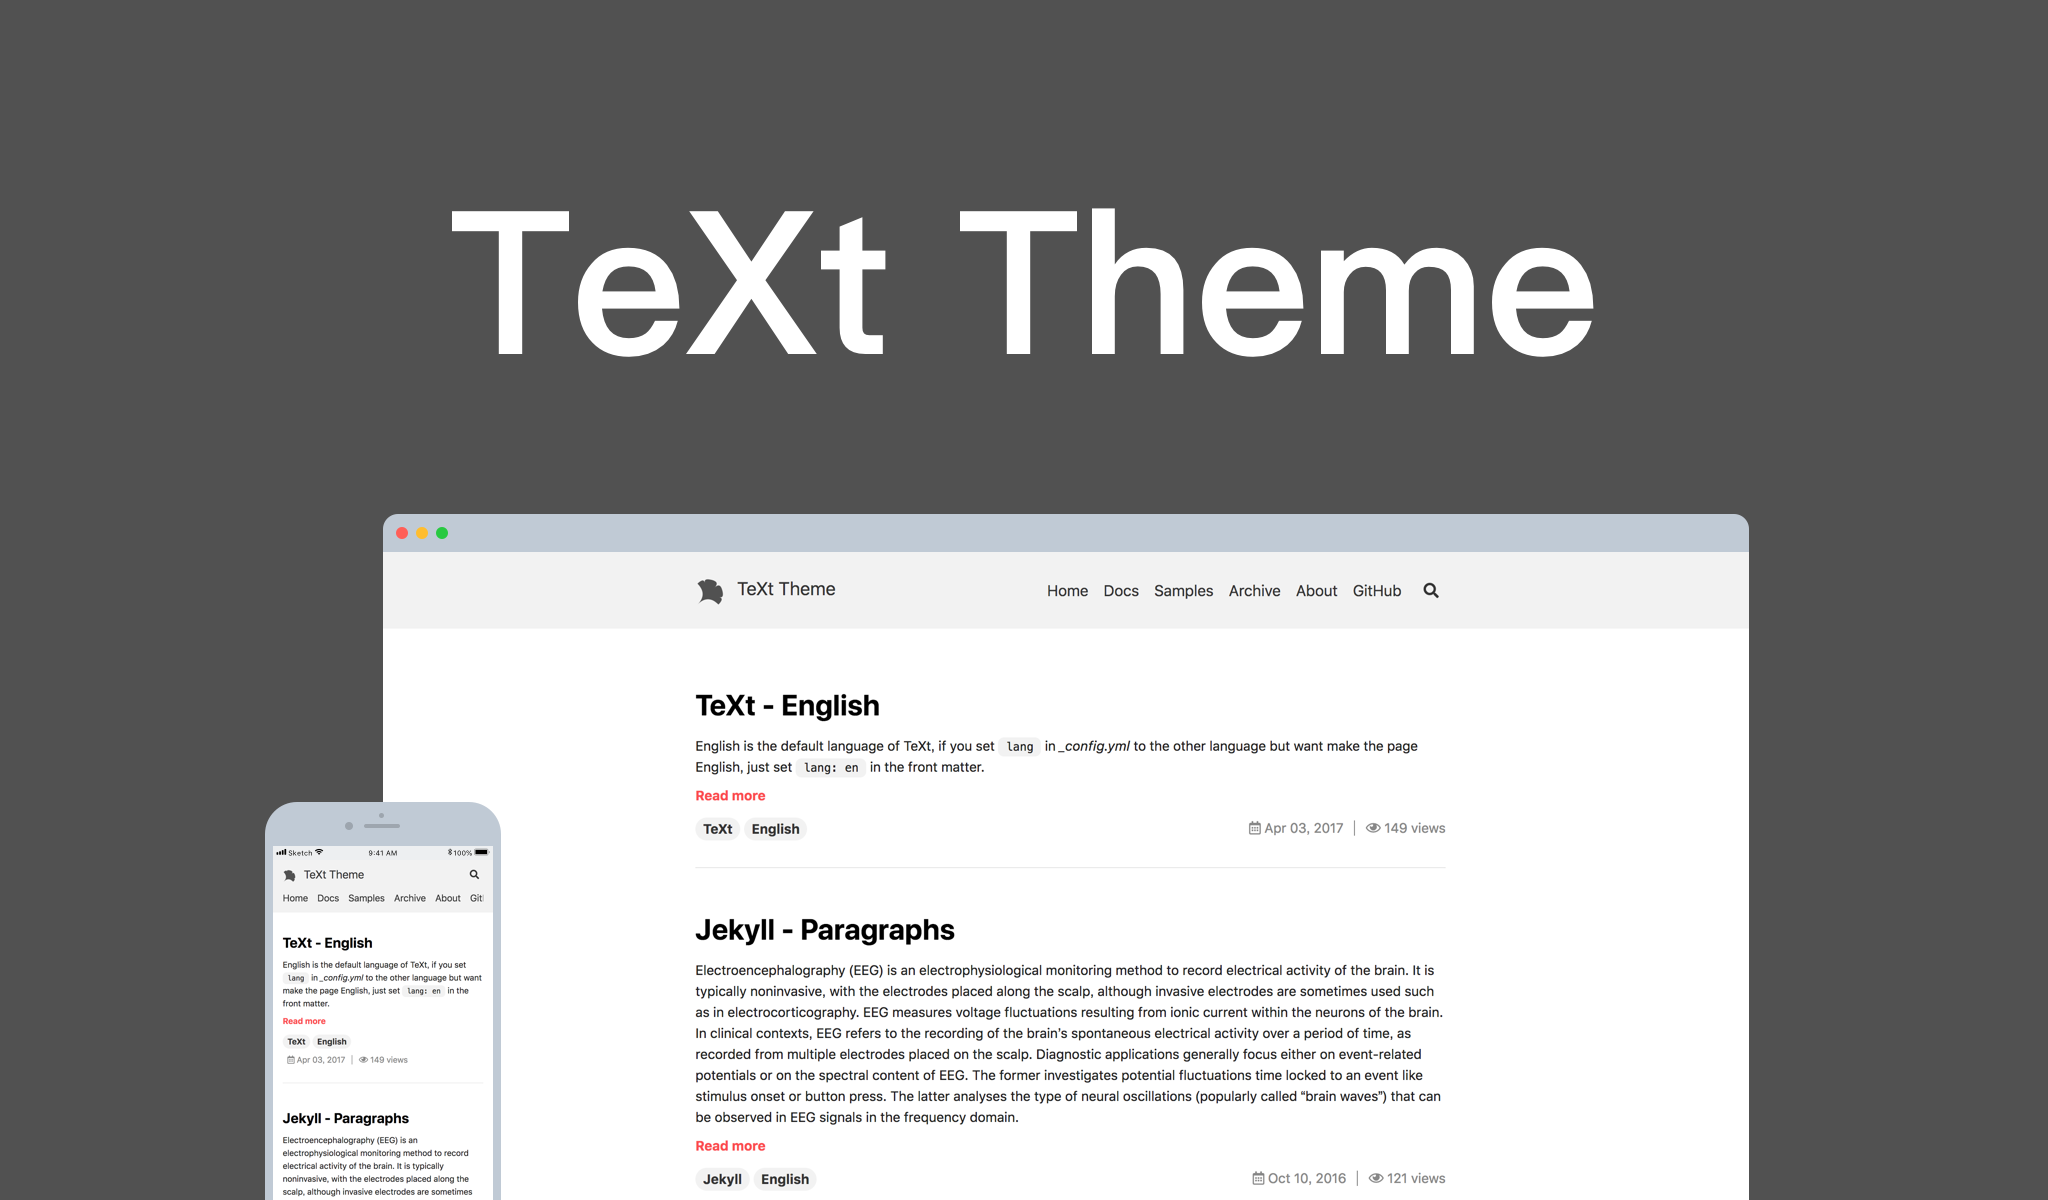 TeXt Theme
TeXt Theme
Home Docs Samples Archive About GitHub
TeXt - English
English is the default language of TeXt, if you set lang in _config.yml to the other language but want make the page
English, just set lang: en in the front matter.
Read more
TeXt English
Apr 03, 2017 | 149 views
Jekyll - Paragraphs
Electroencephalography (EEG) is an electrophysiological monitoring method to record electrical activity of the brain. It is
typically noninvasive, with the electrodes placed along the scalp, although invasive electrodes are sometimes used such
as in electrocorticography. EEG measures voltage fluctuations resulting from ionic current within the neurons of the brain.
In clinical contexts, EEG refers to the recording of the brain’s spontaneous electrical activity over a period of time, as
recorded from multiple electrodes placed on the scalp. Diagnostic applications generally focus either on event-related
potentials or on the spectral content of EEG. The former investigates potential fluctuations time locked to an event like
stimulus onset or button press. The latter analyses the type of neural oscillations (popularly called “brain waves”) that can
be observed in EEG signals in the frequency domain.
Read more
Jekyll English
Oct 10, 2016 | 121 views
Sketch 9:41 AM 100%
TeXt Theme
Home Docs Samples Archive About Git
TeXt - English
English is the default language of TeXt, if you set
lang in _config.yml to the other language but want
make the page English, just set lang: en in the
front matter.
Read more
TeXt English
Apr 03, 2017 | 149 views
Jekyll - Paragraphs
Electroencephalography (EEG) is an
electrophysiological monitoring method to record
electrical activity of the brain. It is typically
noninvasive, with the electrodes placed along the
scalp, although invasive electrodes are sometimes